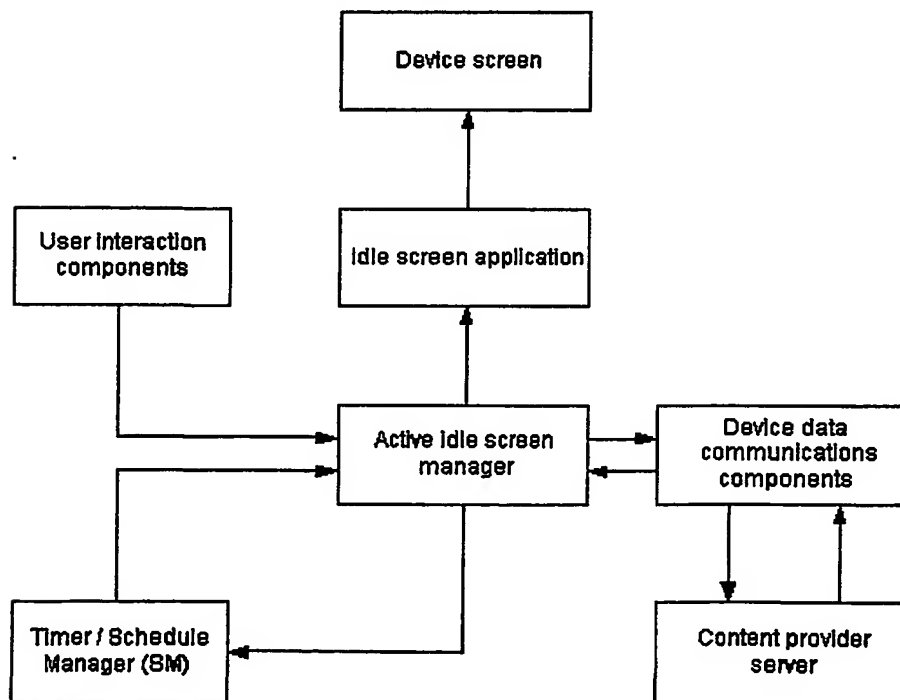 Device screen
User interaction
components
Idle screen application
Active idle screen
manager
Device data
communications
components
Timer / Schedule
Manager (SM)
Content provider
server